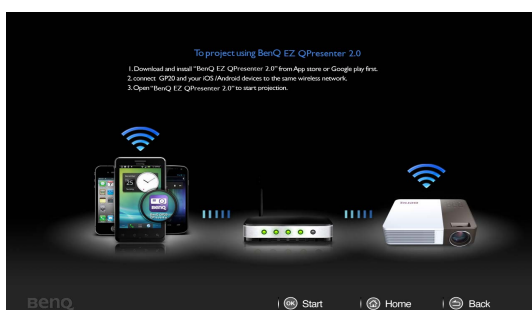 To project using BenQ EZ QPresenter 2.0
1.Download and install "BenQ EZ QPresenter 2.0" from App store or Google play first.
2.connect GP20 and your iOS /Android devices to the same wireless network.
3.Open "BenQ EZ QPresenter 2.0" to start projection.
25
BenQ
BenQ
OK Start
Home
Back